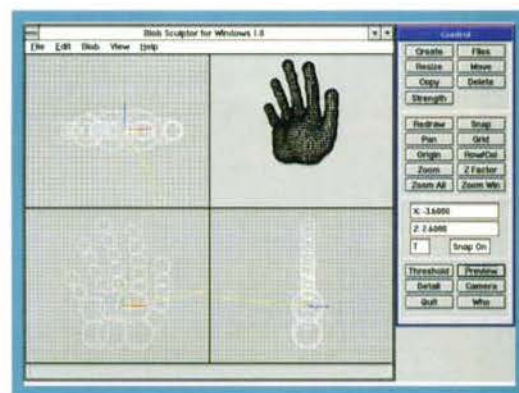 Blob Sculptor for Windows 1.0
File Edit Blob View Help
Control
Create Files
Resize Move
Copy Delete
Strength
Redraw Snap
Pan Grid
Origin Row/Col
Zoom Z Factor
Zoom All Zoom Win
X: -3.6000
Z: 2.6000
T Snap On
Threshold Preview
Detail Camera
Quit Who